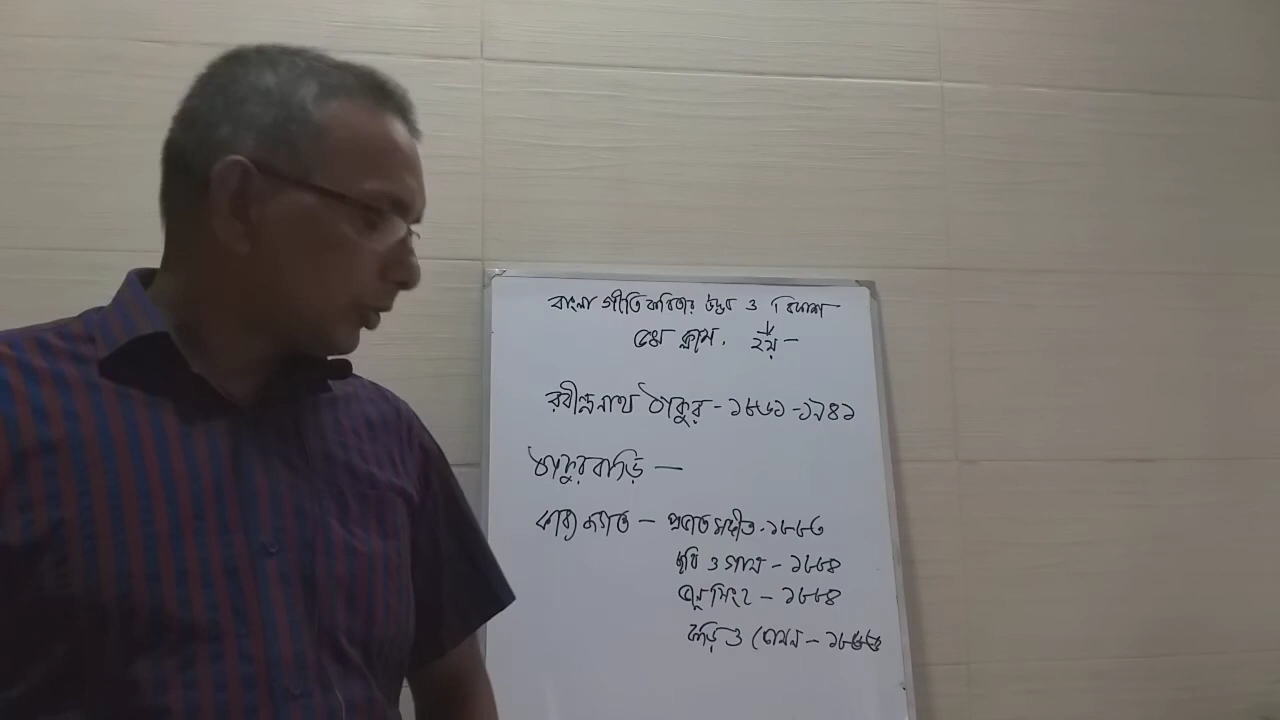 বাংলা গীতিকবিতার উদ্ভব ও বিকাশ
৫ম ক্লাস. ২য় —
রবীন্দ্রনাথ ঠাকুর - ১৮৬১ - ১৯৪১
ঠাকুরবাড়ি —
কাব্য — প্রভাত সঙ্গীত - ১৮৮৩
ছবি ও গান - ১৮৮৪
ভানুসিংহ - ১৮৮৪
কড়ি ও কোমল - ১৮৮৬